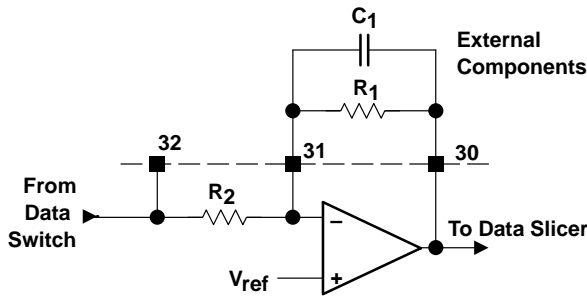 C1
External
Components
R1
32
31
30
From
Data
Switch
R2
−
To Data Slicer
Vref
+